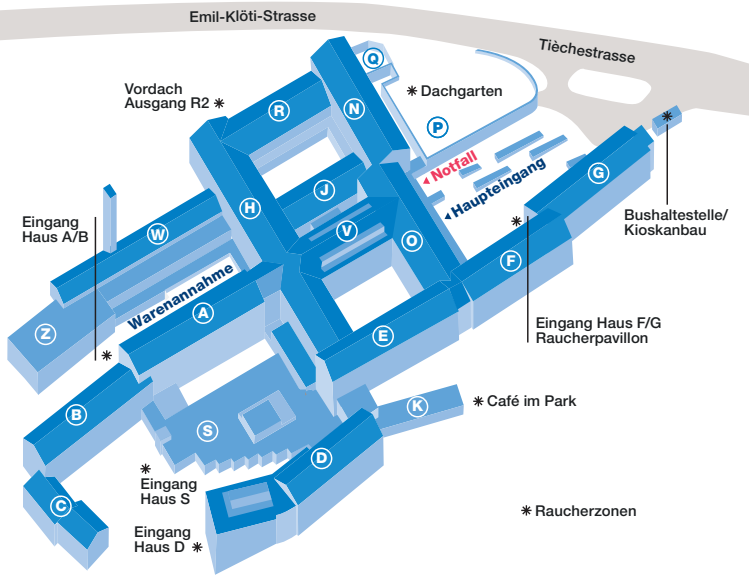 Emil-Klöti-Strasse
Tièchestrasse
Q
Vordach
Ausgang R2 *
* Dachgarten
R
N
P
*
Notfall
Haupteingang
G
J
H
Bushaltestelle/
Kioskanbau
Eingang
Haus A/B
W
V
O
*
F
Warenannahme
A
Z
E
Eingang Haus F/G
Raucherpavillon
*
B
K
* Café im Park
S
D
*
Eingang
Haus S
C
* Raucherzonen
Eingang
Haus D *